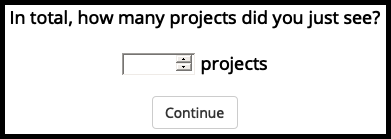 In total, how many projects did you just see?
projects
Continue